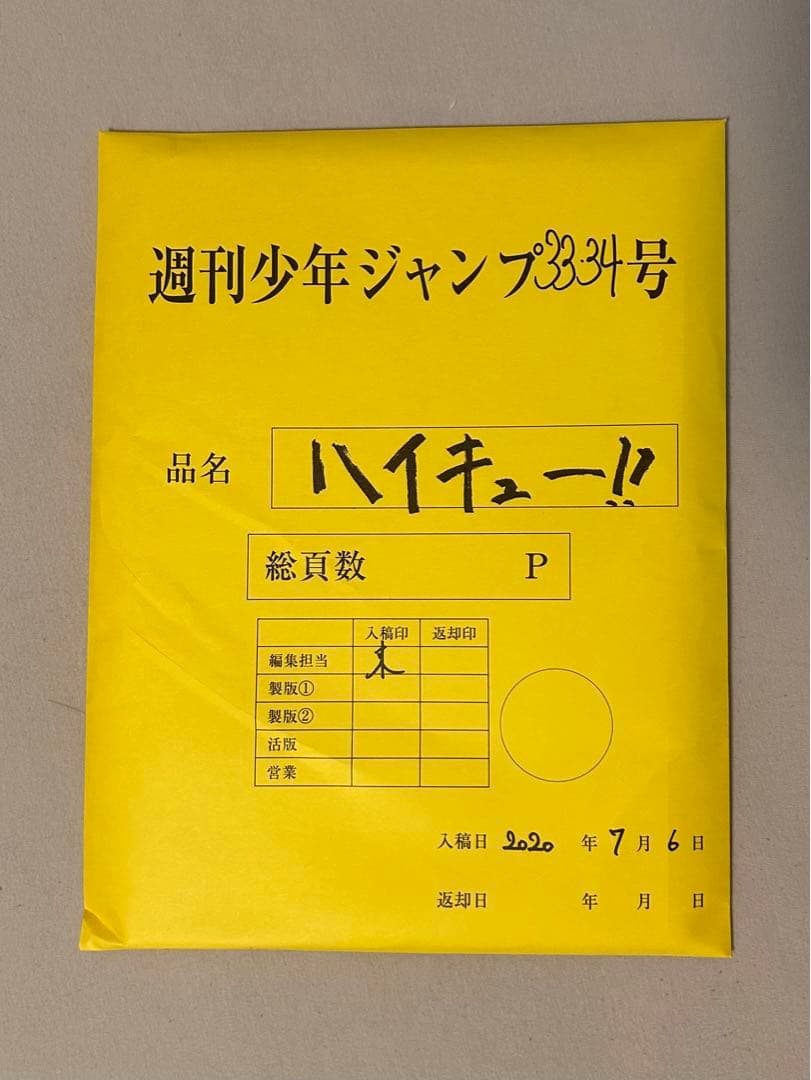 週刊少年ジャンプ33·34号
品名 ハイキュー!!
総頁数 P
入稿印 返却印
編集担当
製版①
製版②
活版
営業
入稿日 2020 年 7 月 6 日
返却日 年 月 日